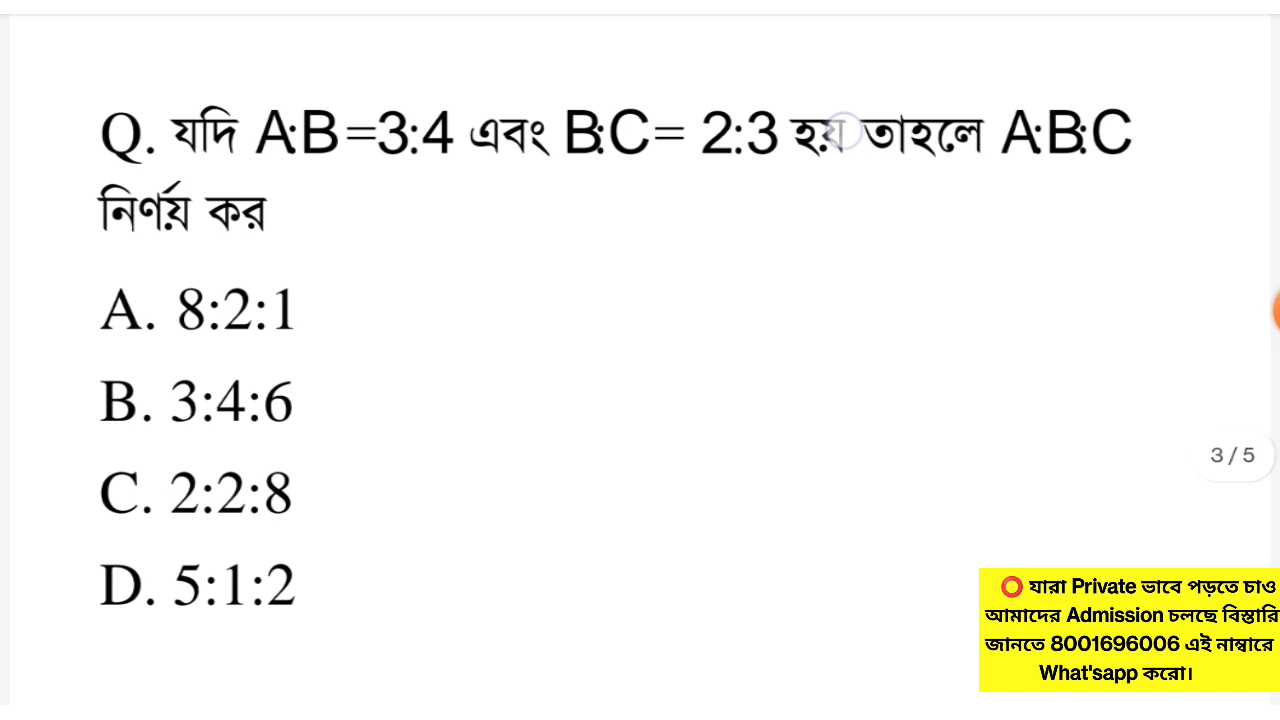 Q. যদি A:B=3:4 এবং B:C= 2:3 হয় তাহলে A:B:C
নির্ণয় কর
A. 8:2:1
B. 3:4:6
C. 2:2:8
D. 5:1:2
3 / 5
⭕ যারা Private ভাবে পড়তে চাও
আমাদের Admission চলছে বিস্তারি
জানতে 8001696006 এই নাম্বারে
What'sapp করো।